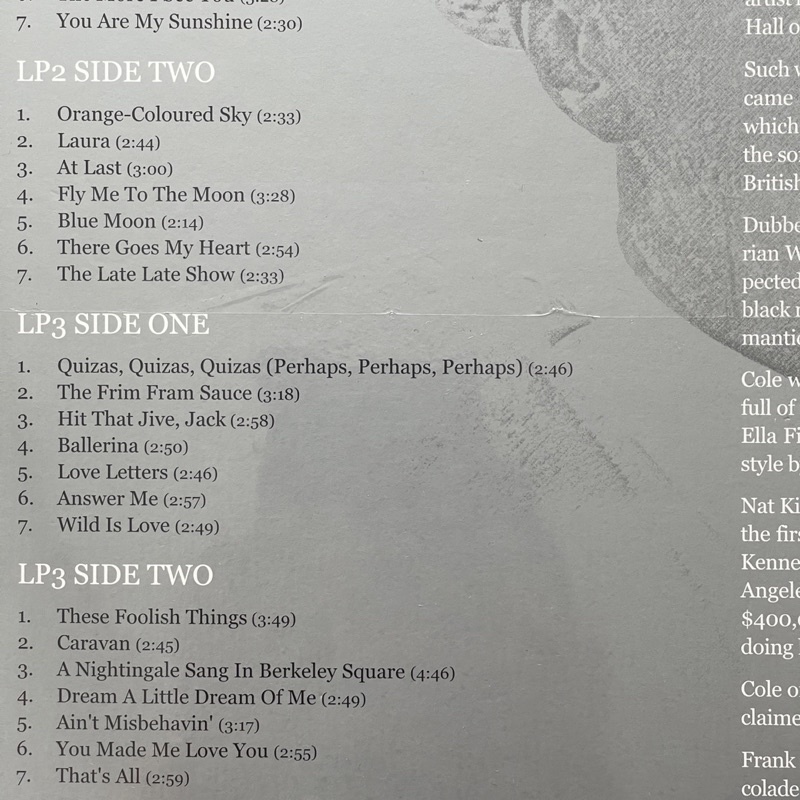 7. You Are My Sunshine (2:30)
LP2 SIDE TWO
1. Orange-Coloured Sky (2:33)
2. Laura (2:44)
3. At Last (3:00)
4. Fly Me To The Moon (3:28)
5. Blue Moon (2:14)
6. There Goes My Heart (2:54)
7. The Late Late Show (2:33)
LP3 SIDE ONE
1. Quizas, Quizas, Quizas (Perhaps, Perhaps, Perhaps) (2:46)
2. The Frim Fram Sauce (3:18)
3. Hit That Jive, Jack (2:58)
4. Ballerina (2:50)
5. Love Letters (2:46)
6. Answer Me (2:57)
7. Wild Is Love (2:49)
LP3 SIDE TWO
1. These Foolish Things (3:49)
2. Caravan (2:45)
3. A Nightingale Sang In Berkeley Square (4:46)
4. Dream A Little Dream Of Me (2:49)
5. Ain't Misbehavin' (3:17)
6. You Made Me Love You (2:55)
7. That's All (2:59)
Hall o
Such
came
which
the so
British
Dubbe
rian W
pected
black
mantic
Cole w
full of
Ella Fi
style b
Nat Ki
the firs
Kenne
Angele
$400,
doing
Cole o
claime
Frank
colade